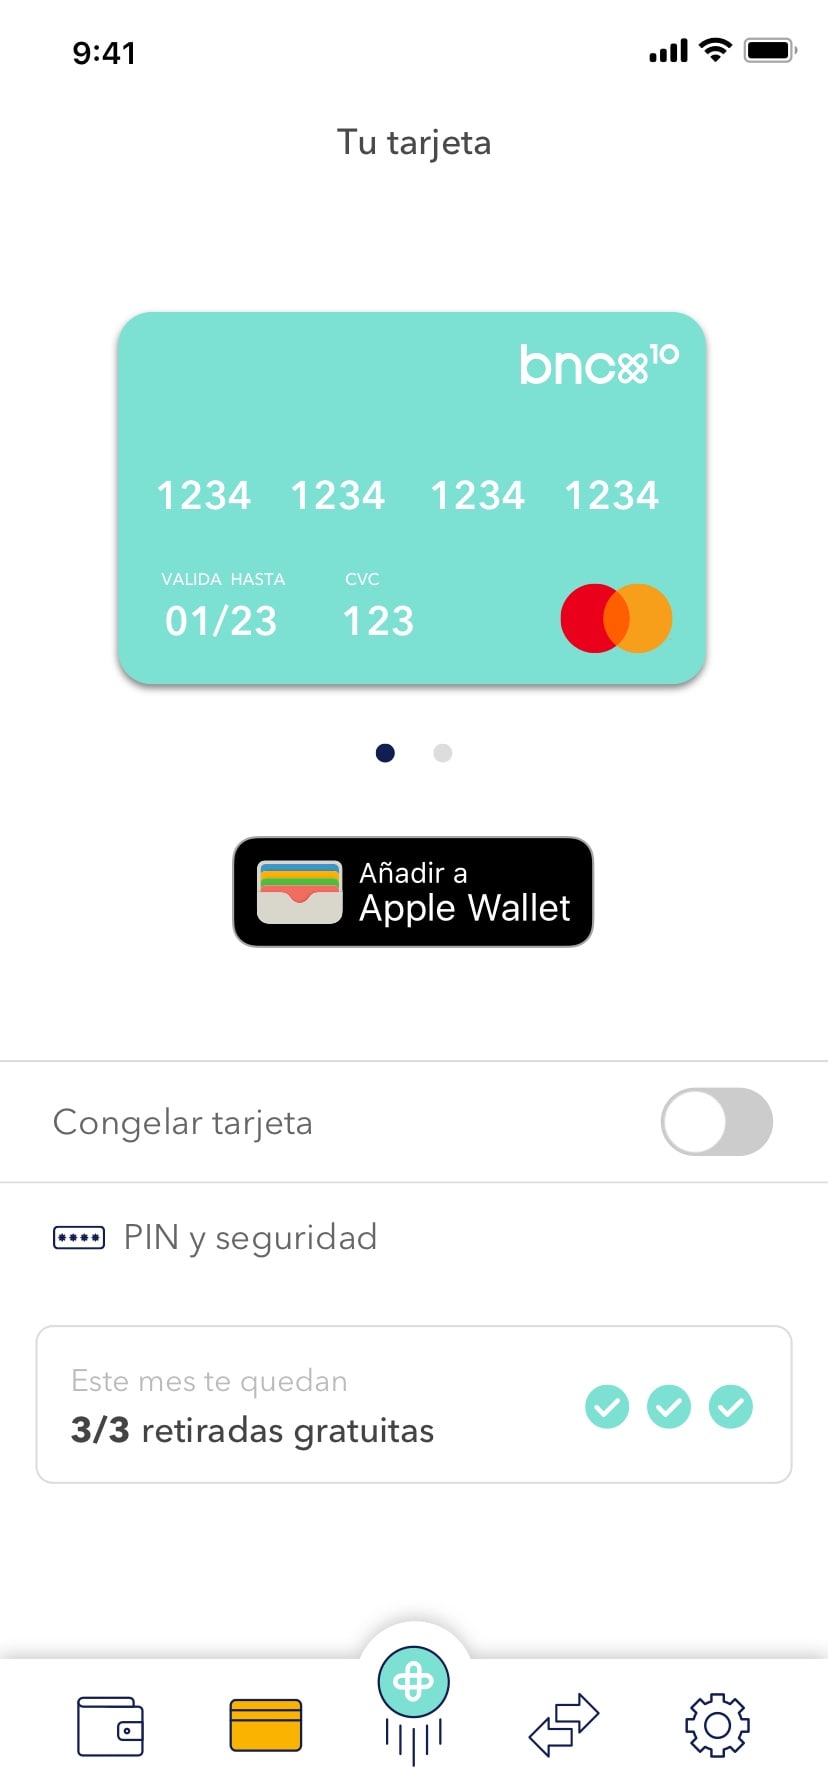 9:41
Tu tarjeta
bnc10
1234 1234 1234 1234
VALIDA HASTA CVC
01/23 123
Añadir a
Apple Wallet
Congelar tarjeta
**** PIN y seguridad
Este mes te quedan
3/3 retiradas gratuitas